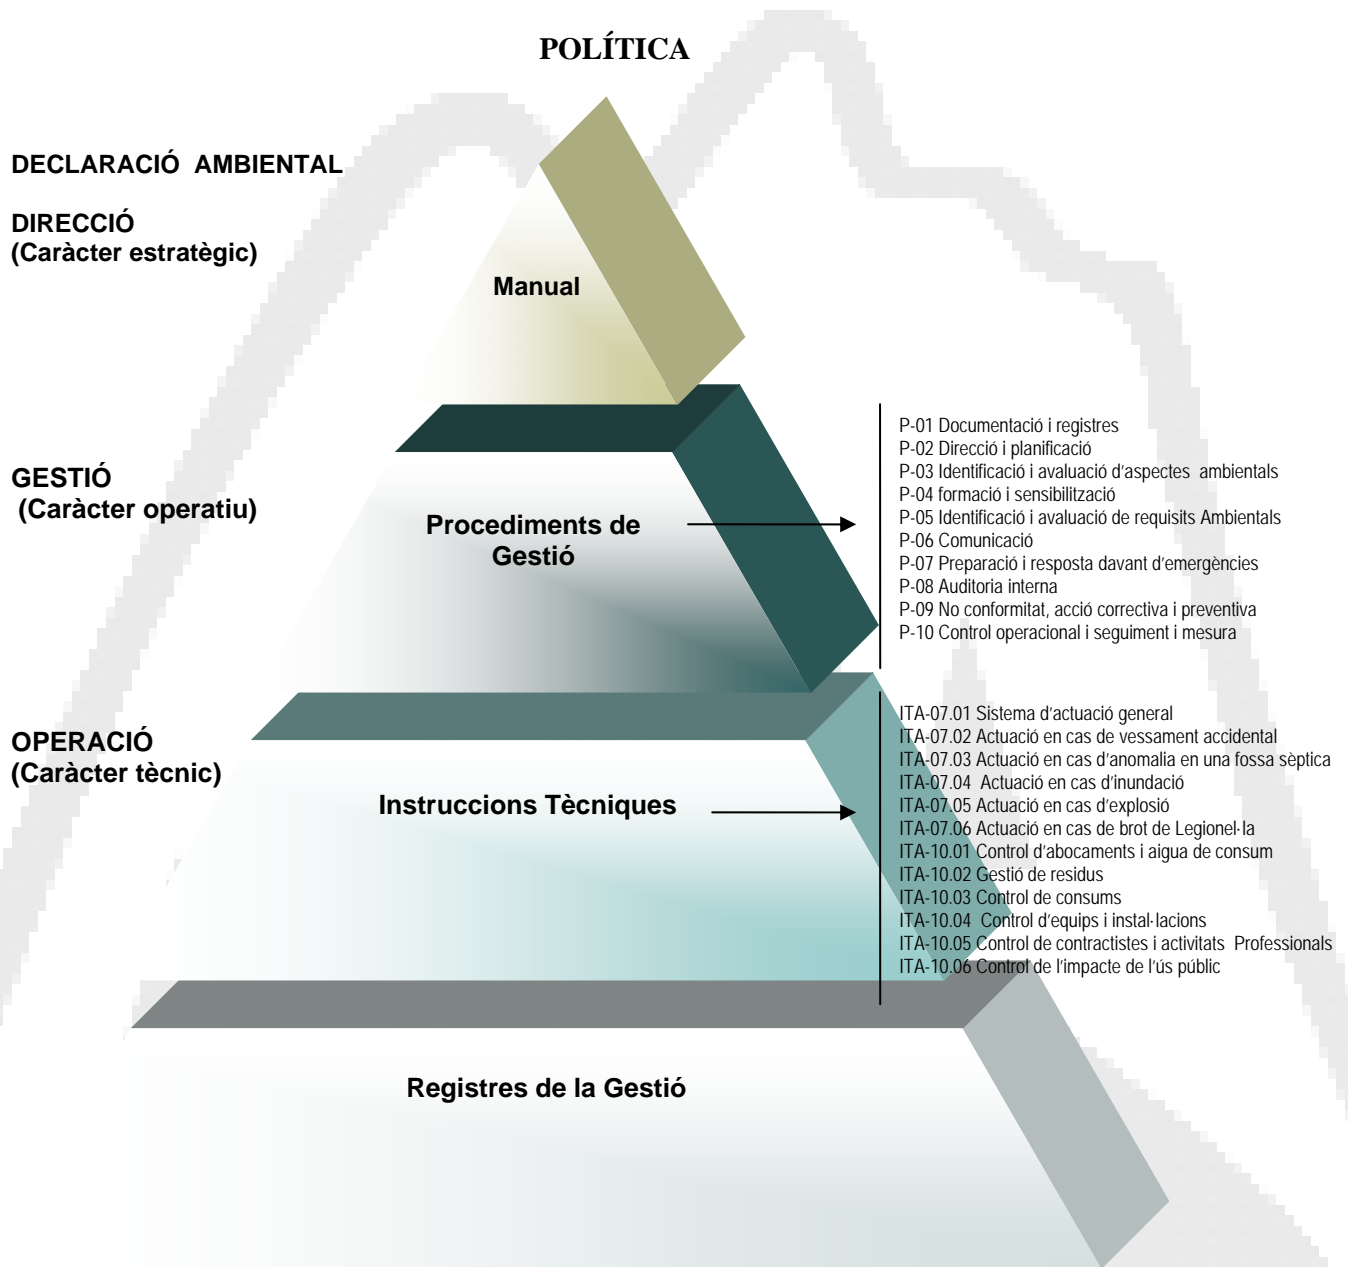 POLÍTICA
DECLARACIÓ AMBIENTAL
DIRECCIÓ
(Caràcter estratègic)
Manual
GESTIÓ
(Caràcter operatiu)
Procediments de
Gestió
P-01 Documentació i registres
P-02 Direcció i planificació
P-03 Identificació i avaluació d'aspectes ambientals
P-04 formació i sensibilització
P-05 Identificació i avaluació de requisits Ambientals
P-06 Comunicació
P-07 Preparació i resposta davant d'emergències
P-08 Auditoria interna
P-09 No conformitat, acció correctiva i preventiva
P-10 Control operacional i seguiment i mesura
OPERACIÓ
(Caràcter tècnic)
Instruccions Tècniques
ITA-07.01 Sistema d'actuació general
ITA-07.02 Actuació en cas de vessament accidental
ITA-07.03 Actuació en cas d'anomalia en una fossa sèptica
ITA-07.04 Actuació en cas d'inundació
ITA-07.05 Actuació en cas d'explosió
ITA-07.06 Actuació en cas de brot de Legionel·la
ITA-10.01 Control d'abocaments i aigua de consum
ITA-10.02 Gestió de residus
ITA-10.03 Control de consums
ITA-10.04 Control d'equips i instal·lacions
ITA-10.05 Control de contractistes i activitats Professionals
ITA-10.06 Control de l'impacte de l'ús públic
Registres de la Gestió